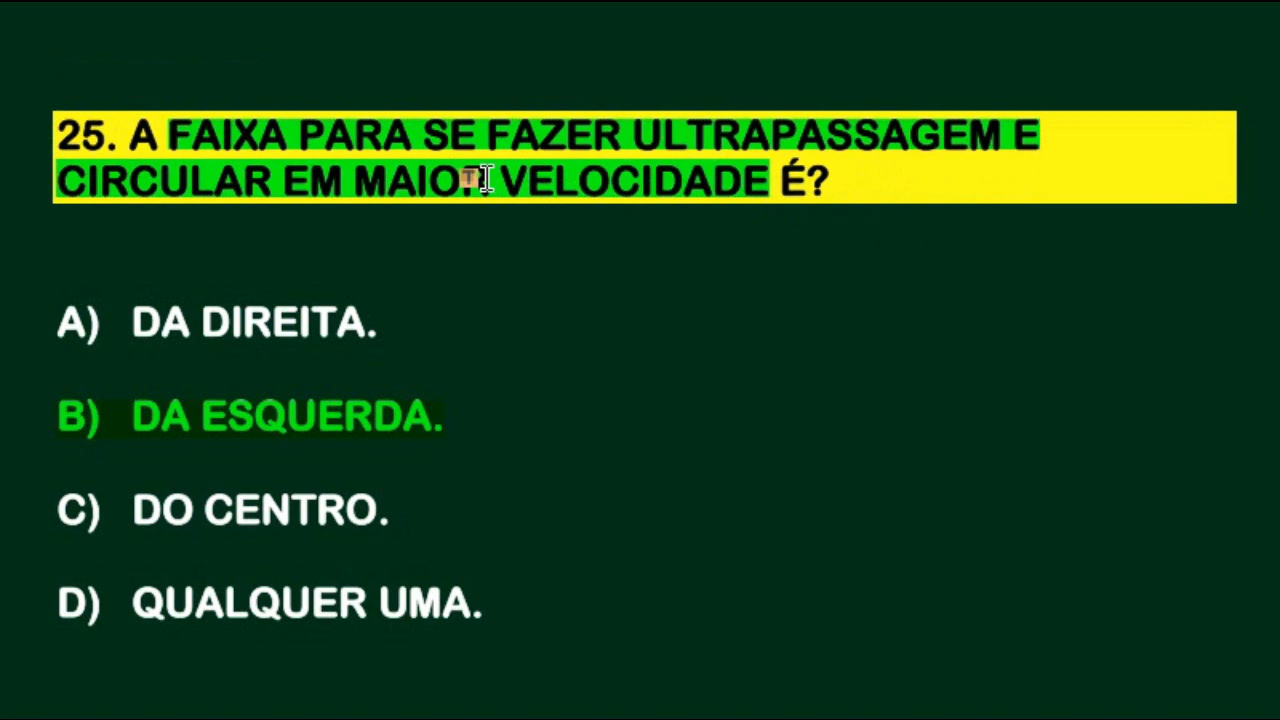 25. A FAIXA PARA SE FAZER ULTRAPASSAGEM E
CIRCULAR EM MAIOR VELOCIDADE É?
A) DA DIREITA.
B) DA ESQUERDA.
C) DO CENTRO.
D) QUALQUER UMA.